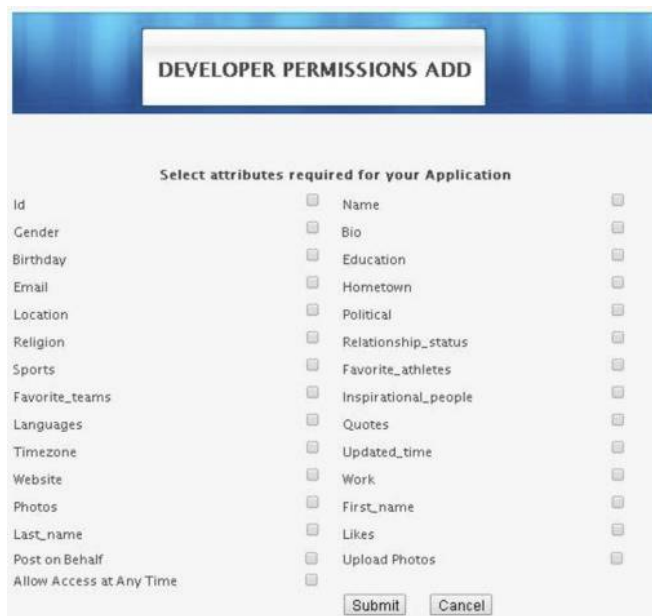 DEVELOPER PERMISSIONS ADD
Select attributes required for your Application
Id Name
Gender Bio
Birthday Education
Email Hometown
Location Political
Religion Relationship_status
Sports Favorite_athletes
Favorite_teams Inspirational_people
Languages Quotes
Timezone Updated_time
Website Work
Photos First_name
Last_name Likes
Post on Behalf Upload Photos
Allow Access at Any Time
Submit Cancel